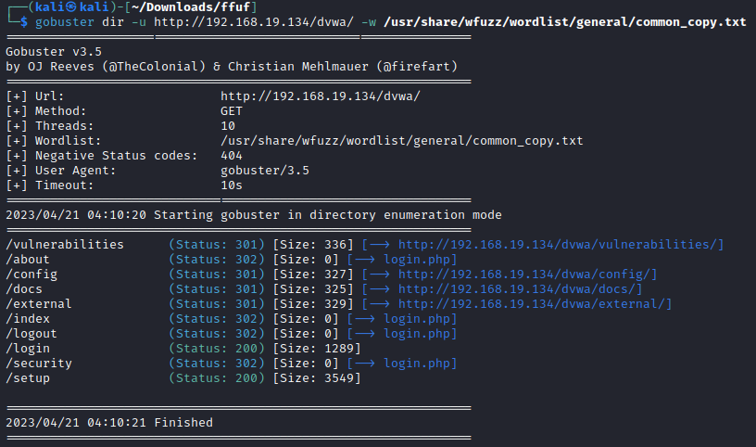 ┌──(kali㉿kali)-[~/Downloads/ffuf]
└─$ gobuster dir -u http://192.168.19.134/dvwa/ -w /usr/share/wfuzz/wordlist/general/common_copy.txt
===============================================================
Gobuster v3.5
by OJ Reeves (@TheColonial) & Christian Mehlmauer (@firefart)
===============================================================
[+] Url:                     http://192.168.19.134/dvwa/
[+] Method:                  GET
[+] Threads:                 10
[+] Wordlist:                /usr/share/wfuzz/wordlist/general/common_copy.txt
[+] Negative Status codes:   404
[+] User Agent:              gobuster/3.5
[+] Timeout:                 10s
===============================================================
2023/04/21 04:10:20 Starting gobuster in directory enumeration mode
===============================================================
/vulnerabilities      (Status: 301) [Size: 336] [--> http://192.168.19.134/dvwa/vulnerabilities/]
/about                (Status: 302) [Size: 0] [--> login.php]
/config               (Status: 301) [Size: 327] [--> http://192.168.19.134/dvwa/config/]
/docs                 (Status: 301) [Size: 325] [--> http://192.168.19.134/dvwa/docs/]
/external             (Status: 301) [Size: 329] [--> http://192.168.19.134/dvwa/external/]
/index                (Status: 302) [Size: 0] [--> login.php]
/logout               (Status: 302) [Size: 0] [--> login.php]
/login                (Status: 200) [Size: 1289]
/security             (Status: 302) [Size: 0] [--> login.php]
/setup                (Status: 200) [Size: 3549]
===============================================================
2023/04/21 04:10:21 Finished
===============================================================